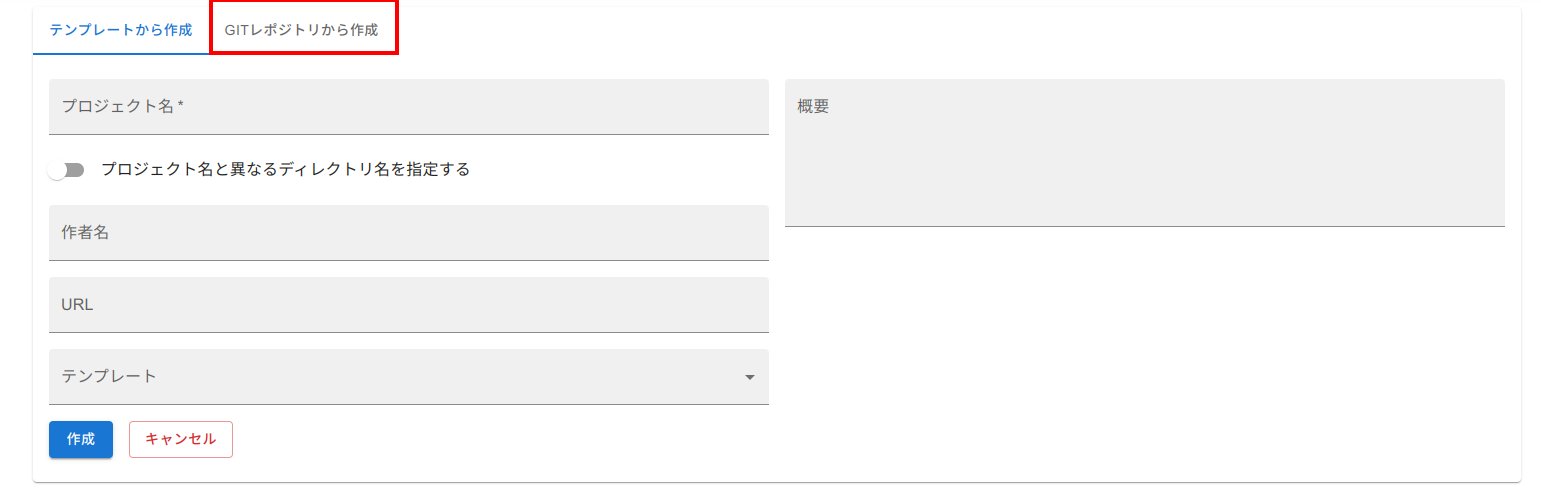 テンプレートから作成
GITレポジトリから作成
プロジェクト名 *
概要
プロジェクト名と異なるディレクトリ名を指定する
作者名
URL
テンプレート
作成
キャンセル